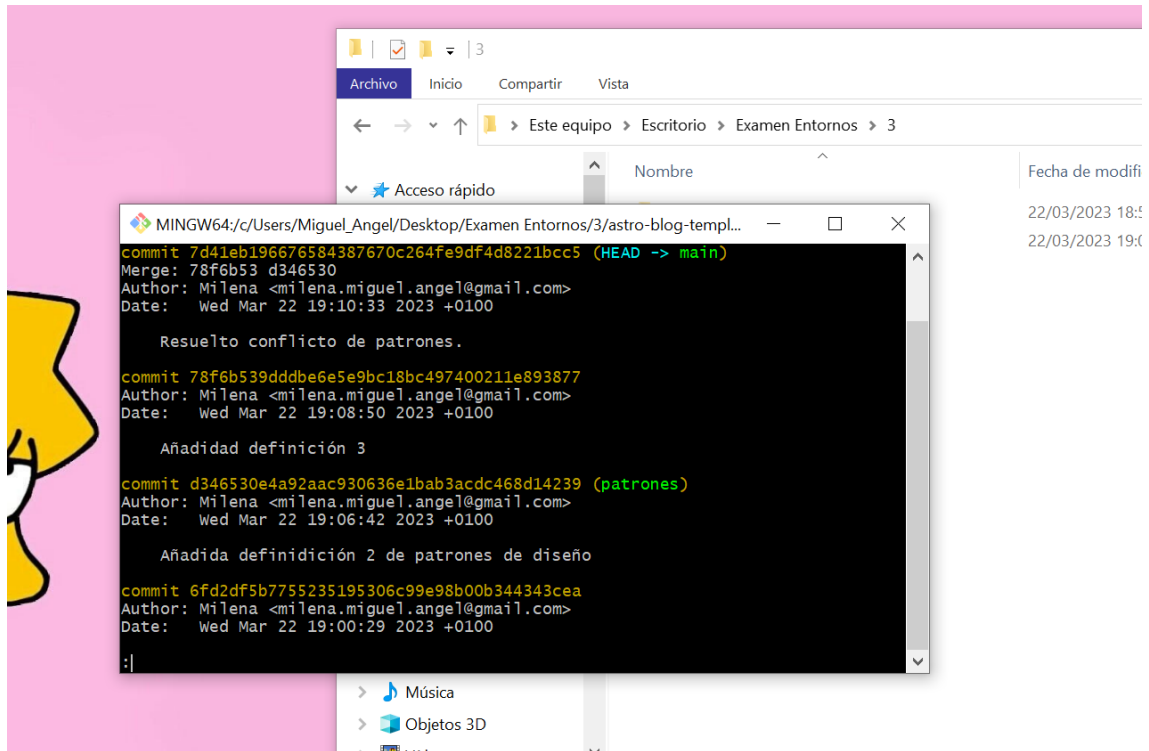 3
Archivo Inicio Compartir Vista
Este equipo > Escritorio > Examen Entornos > 3
Nombre Fecha de modifi
Acceso rápido
22/03/2023 18:5
22/03/2023 19:0
MINGW64:/c/Users/Miguel_Angel/Desktop/Examen Entornos/3/astro-blog-templ...
commit 7d41eb196676584387670c264fe9df4d8221bcc5 (HEAD -> main)
Merge: 78f6b53 d346530
Author: Milena <milena.miguel.angel@gmail.com>
Date:   Wed Mar 22 19:10:33 2023 +0100
Resuelto conflicto de patrones.
commit 78f6b539dddbe6e5e9bc18bc497400211e893877
Author: Milena <milena.miguel.angel@gmail.com>
Date:   Wed Mar 22 19:08:50 2023 +0100
Añadidad definición 3
commit d346530e4a92aac930636e1bab3acdc468d14239 (patrones)
Author: Milena <milena.miguel.angel@gmail.com>
Date:   Wed Mar 22 19:06:42 2023 +0100
Añadida definidición 2 de patrones de diseño
commit 6fd2df5b7755235195306c99e98b00b344343cea
Author: Milena <milena.miguel.angel@gmail.com>
Date:   Wed Mar 22 19:00:29 2023 +0100
:
Música
Objetos 3D